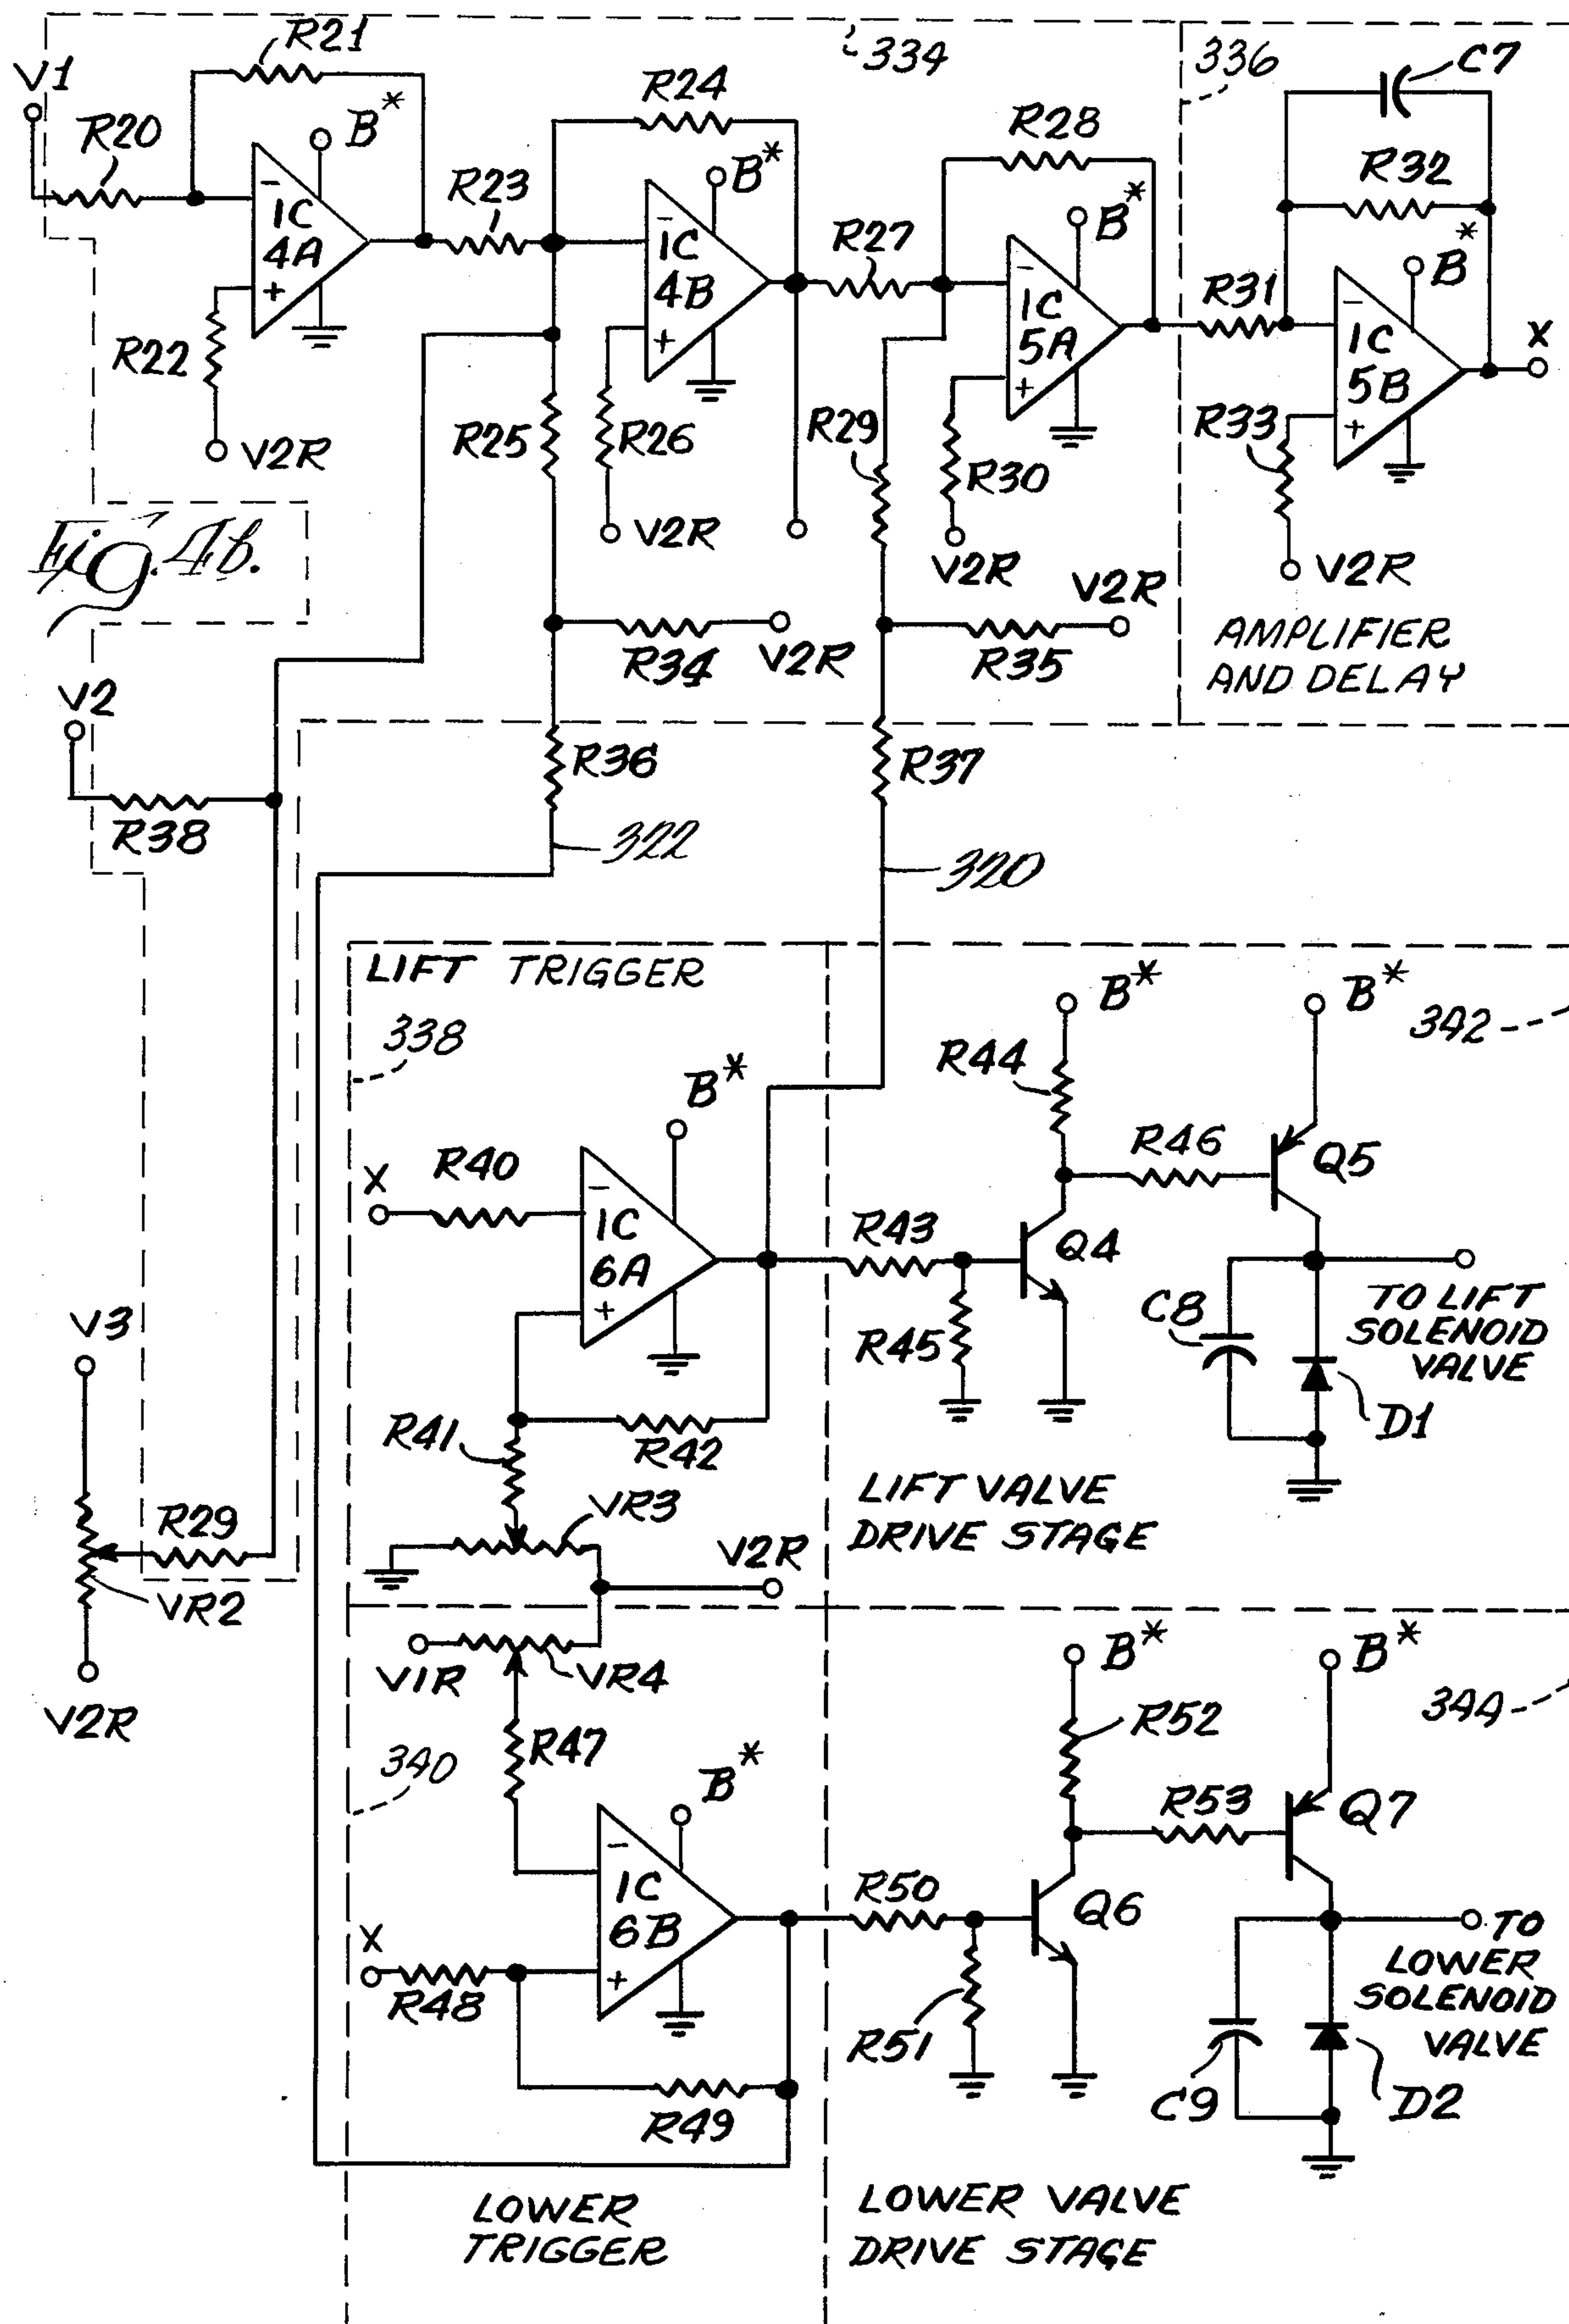 R21
334
336
C7
V1
R24
B*
R20
R28
R32
B*
R23
B*
B*
-
IC
4A
+
-
IC
4B
+
R27
-
IC
5A
+
R31
-
IC
5B
+
X
R22
V2R
R25
R26
V2R
R29
R30
V2R
R33
V2R
Fig. 4b.
R34
V2R
R35
V2R
AMPLIFIER
AND DELAY
V2
R38
R36
R37
322
320
LIFT TRIGGER
338
B*
B*
342
R44
B*
X
R40
-
IC
6A
+
R46
Q5
R43
Q4
R45
C8
TO LIFT
SOLENOID
VALVE
D1
V3
R41
R42
LIFT VALVE
DRIVE STAGE
R29
VR2
V2R
VR3
V2R
V1R
VR4
B*
B*
344
R47
340
B*
R52
R53
Q7
-
IC
6B
+
R50
Q6
X
R48
R51
TO
LOWER
SOLENOID
VALVE
C9
D2
R49
LOWER
TRIGGER
LOWER VALVE
DRIVE STAGE